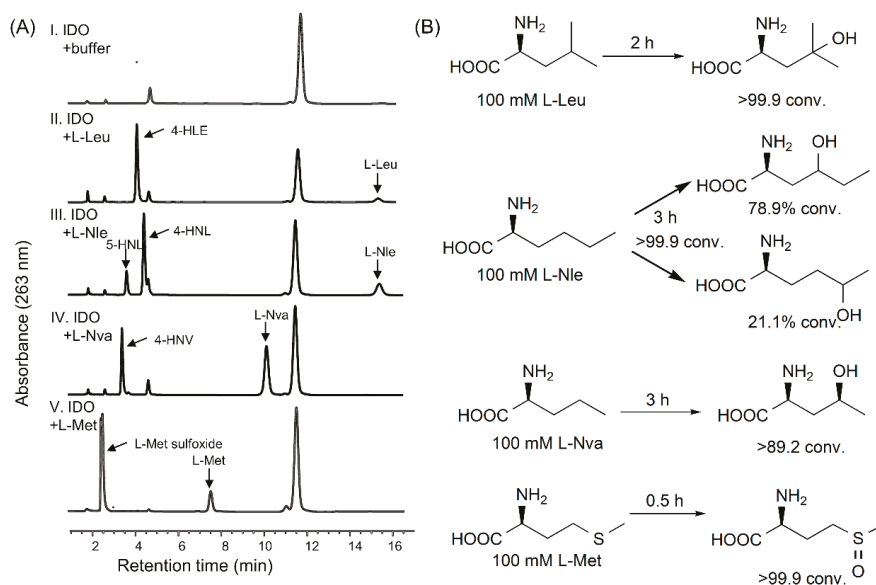 (A)
I. IDO
+buffer
II. IDO
+L-Leu
4-HLE
L-Leu
III. IDO
+L-Nle
5-HNL
4-HNL
L-Nle
IV. IDO
+L-Nva
4-HNV
L-Nva
V. IDO
+L-Met
L-Met sulfoxide
L-Met
Absorbance (263 nm)
2 4 6 8 10 12 14 16
Retention time (min)
(B)
NH2
HOOC
100 mM L-Leu
2 h
NH2
OH
HOOC
>99.9 conv.
NH2
HOOC
100 mM L-Nle
3 h
>99.9 conv.
NH2 OH
HOOC
78.9% conv.
NH2
HOOC
OH
21.1% conv.
NH2
HOOC
100 mM L-Nva
3 h
NH2 OH
HOOC
>89.2 conv.
NH2
HOOC
S
100 mM L-Met
0.5 h
NH2
HOOC
S
O
>99.9 conv.